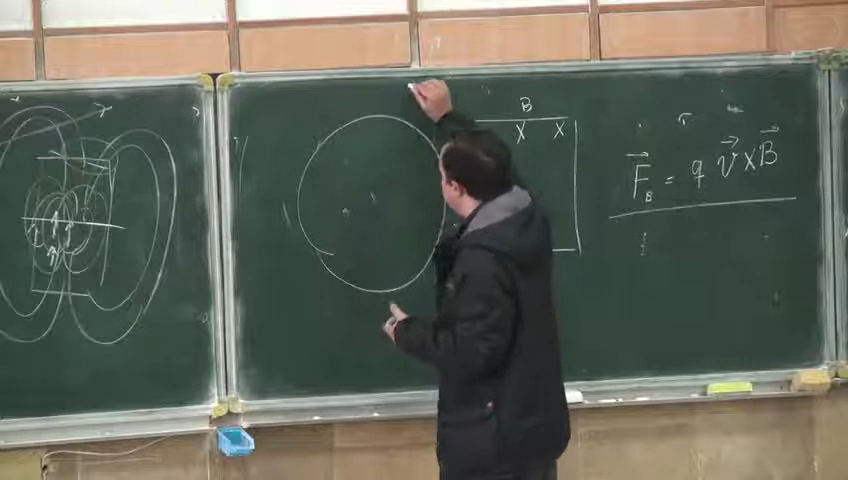 B
X X
F⃗_B = q v⃗ X B⃗